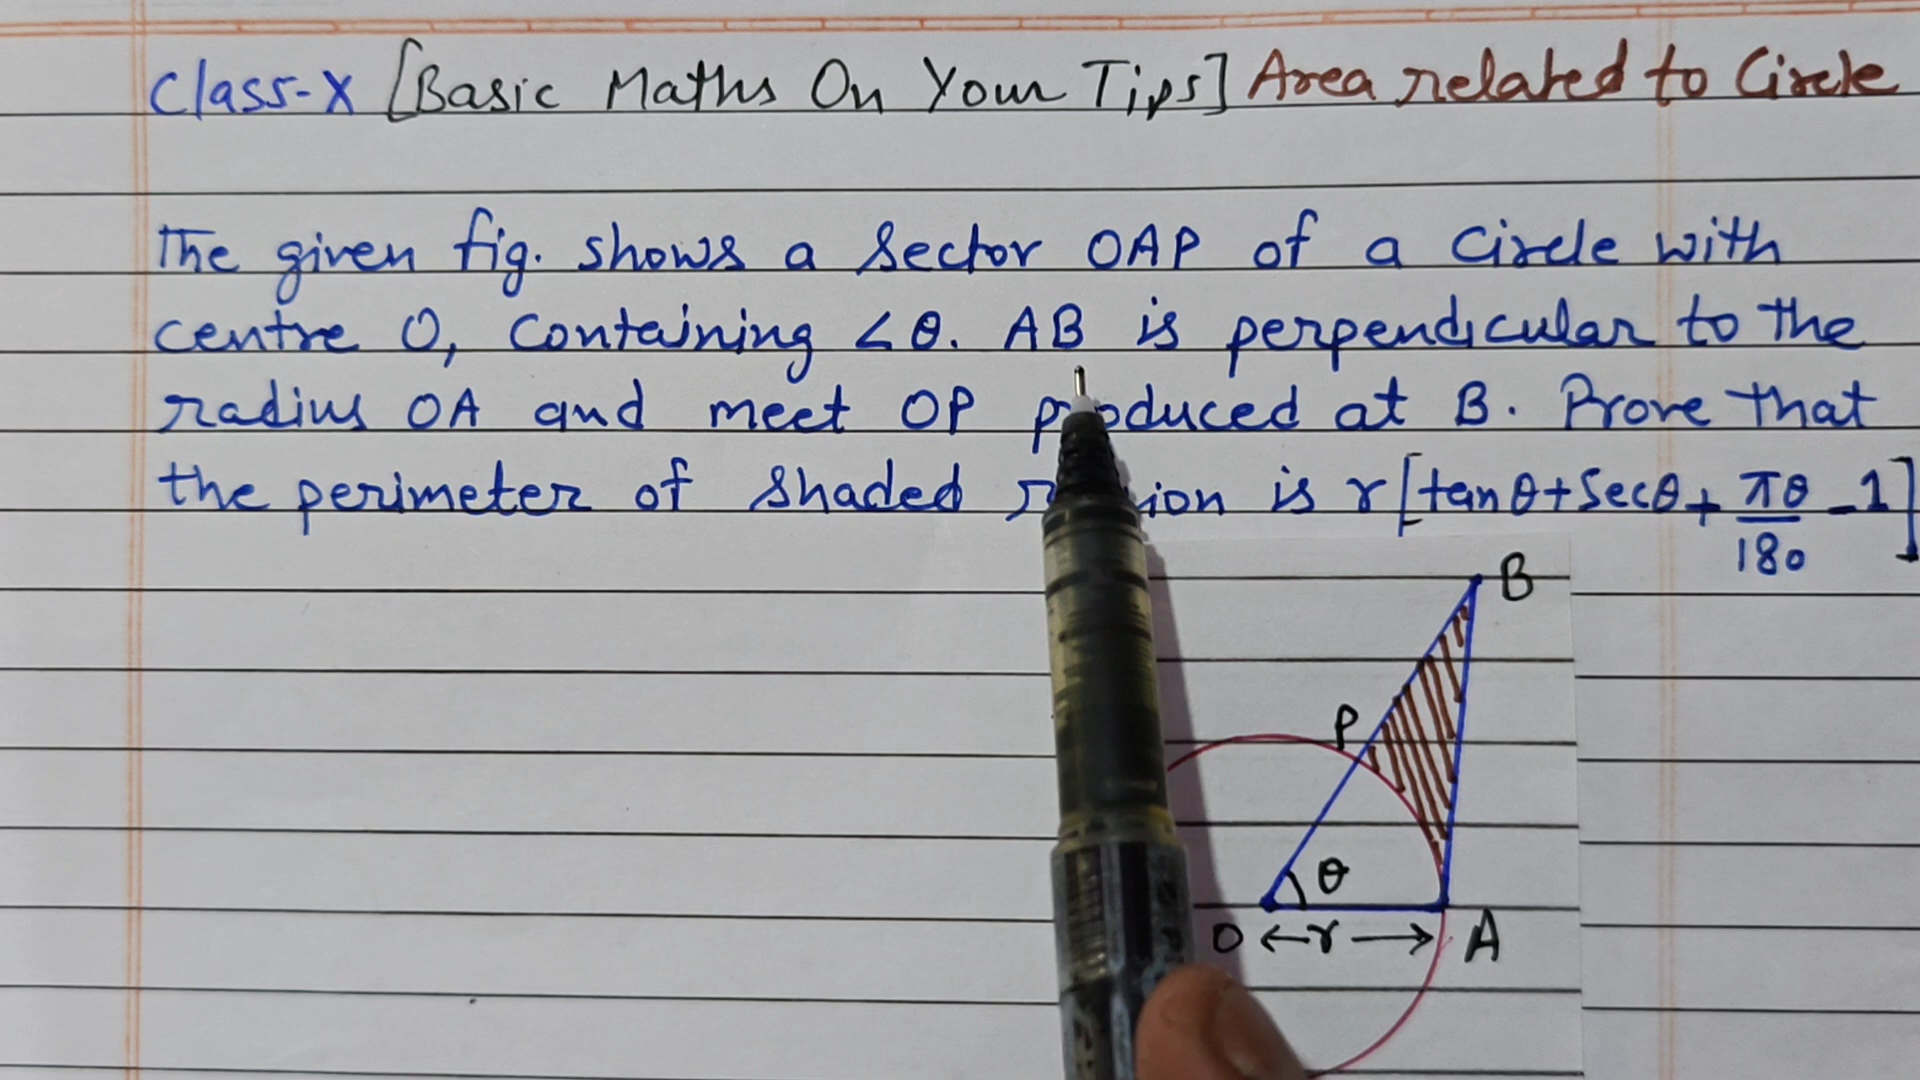 Class-X [Basic Maths On Your Tips] Area related to Circle
The given fig. shows a sector OAP of a circle with
centre O, containing ∠θ. AB is perpendicular to the
radius OA and meet OP produced at B. Prove that
the perimeter of shaded is r[tanθ+Secθ+ πθ/180 -1]
B
P
θ
O ←r→ A